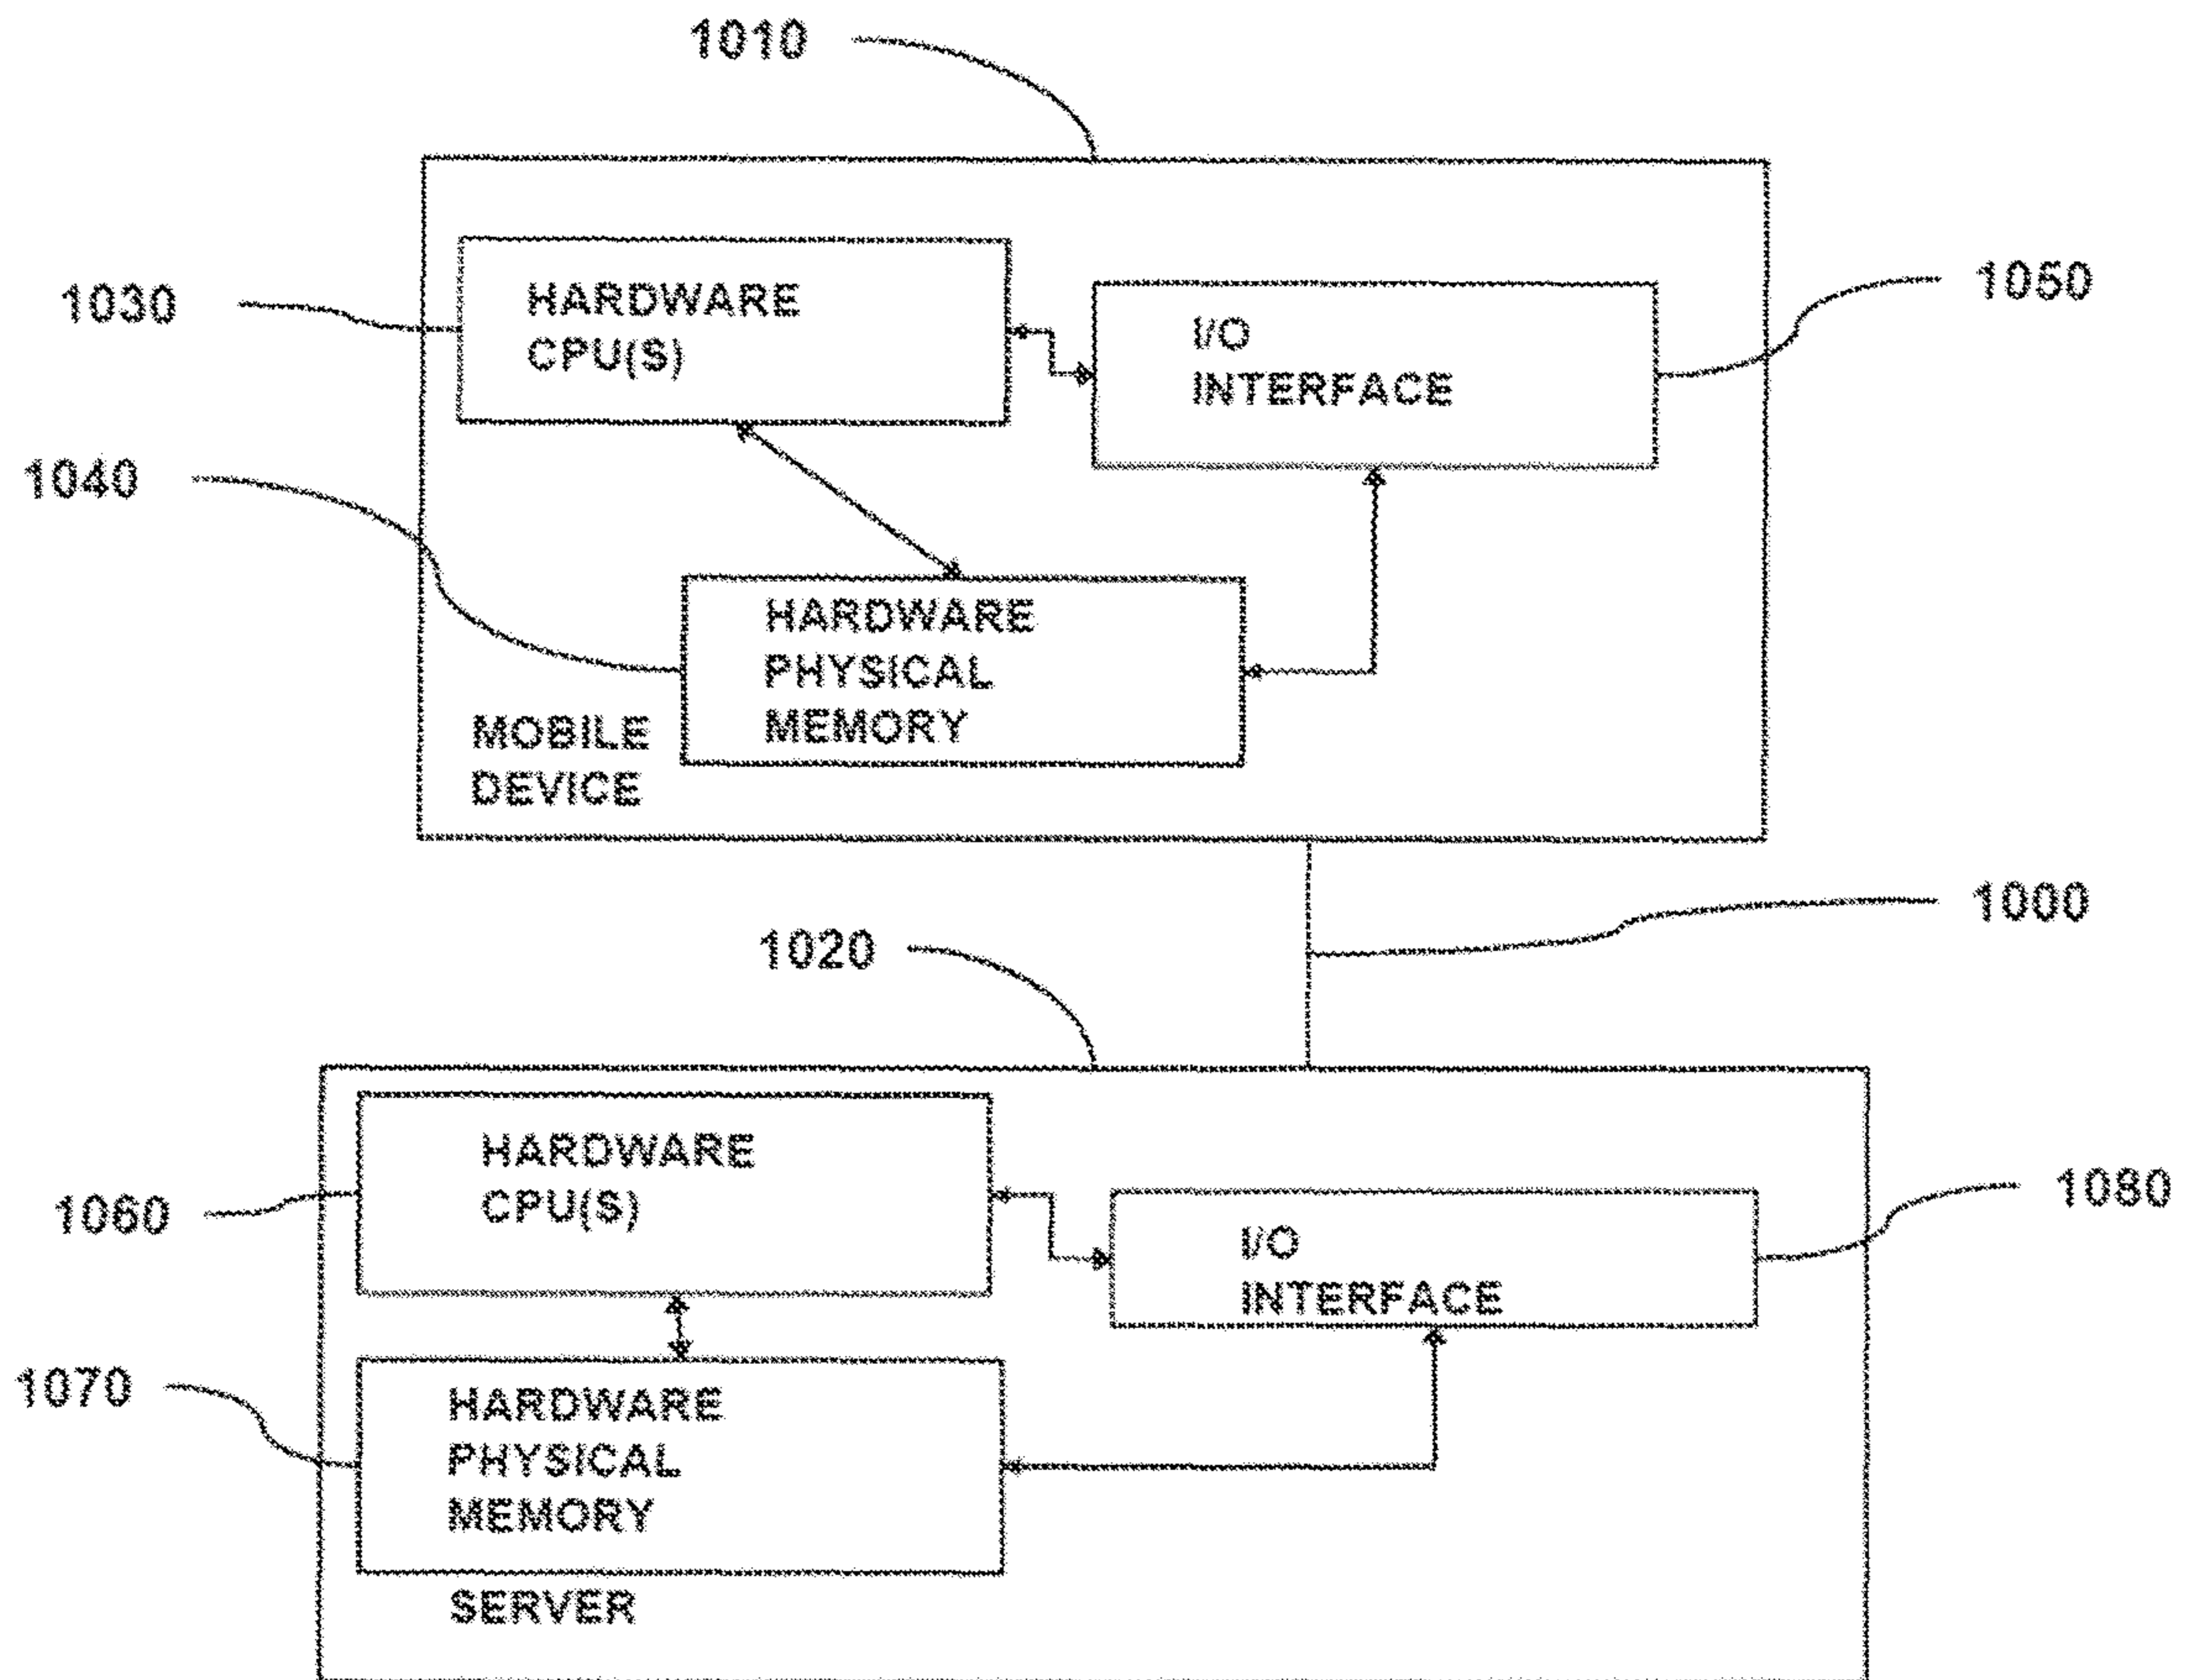 1010
1030
HARDWARE
CPU(S)
I/O
INTERFACE
1050
1040
HARDWARE
PHYSICAL
MEMORY
MOBILE
DEVICE
1000
1020
HARDWARE
CPU(S)
1060
I/O
INTERFACE
1080
1070
HARDWARE
PHYSICAL
MEMORY
SERVER